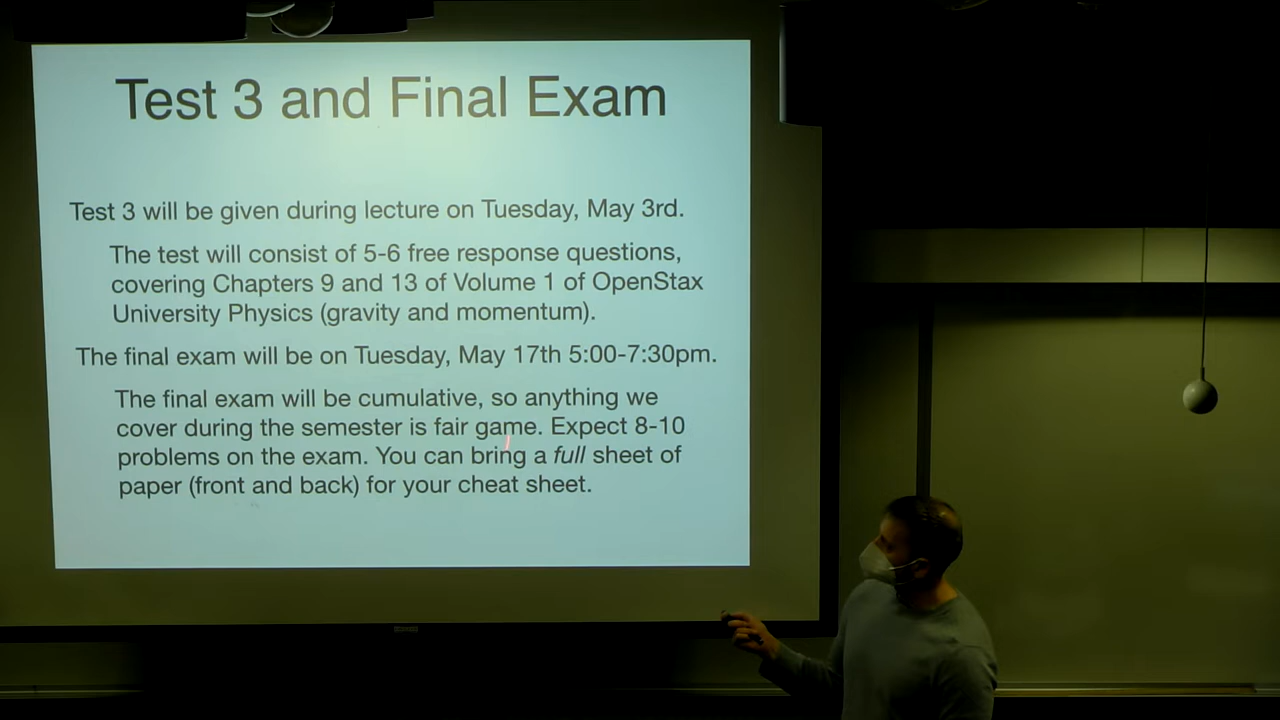 Test 3 and Final Exam
Test 3 will be given during lecture on Tuesday, May 3rd.
The test will consist of 5-6 free response questions,
covering Chapters 9 and 13 of Volume 1 of OpenStax
University Physics (gravity and momentum).
The final exam will be on Tuesday, May 17th 5:00-7:30pm.
The final exam will be cumulative, so anything we
cover during the semester is fair game. Expect 8-10
problems on the exam. You can bring a full sheet of
paper (front and back) for your cheat sheet.